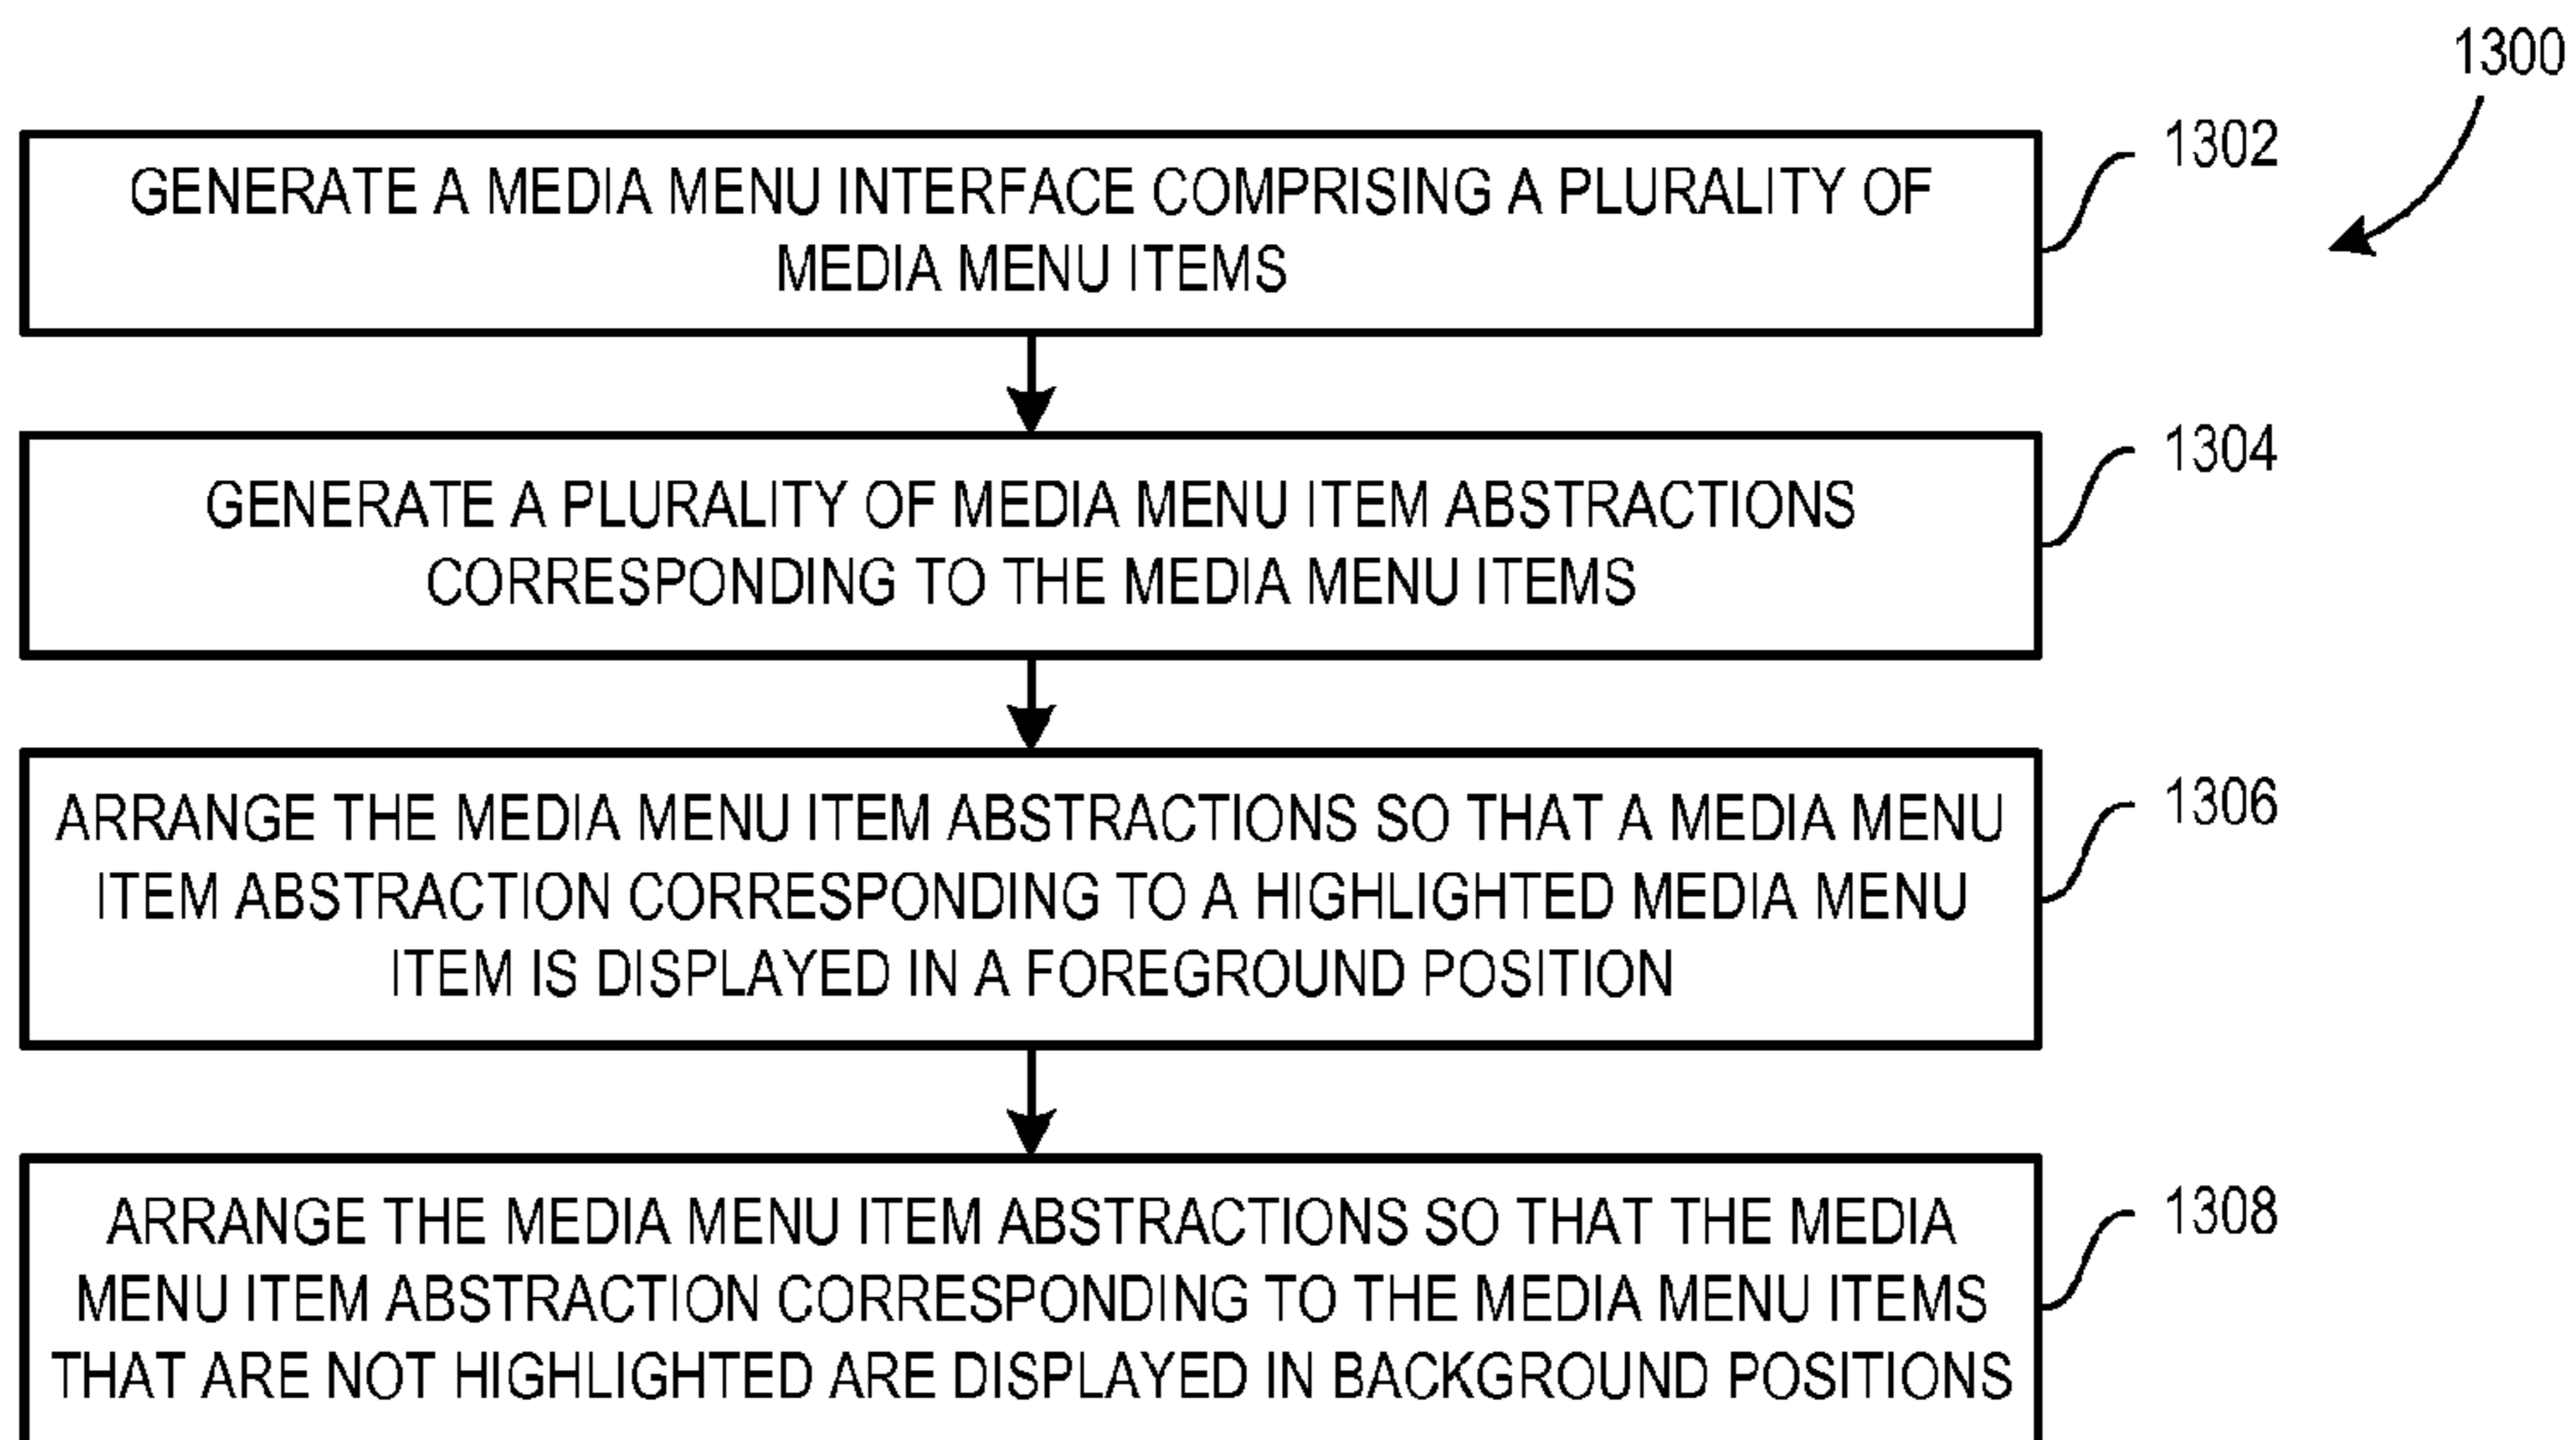 1300
1302
GENERATE A MEDIA MENU INTERFACE COMPRISING A PLURALITY OF
MEDIA MENU ITEMS
1304
GENERATE A PLURALITY OF MEDIA MENU ITEM ABSTRACTIONS
CORRESPONDING TO THE MEDIA MENU ITEMS
1306
ARRANGE THE MEDIA MENU ITEM ABSTRACTIONS SO THAT A MEDIA MENU
ITEM ABSTRACTION CORRESPONDING TO A HIGHLIGHTED MEDIA MENU
ITEM IS DISPLAYED IN A FOREGROUND POSITION
1308
ARRANGE THE MEDIA MENU ITEM ABSTRACTIONS SO THAT THE MEDIA
MENU ITEM ABSTRACTION CORRESPONDING TO THE MEDIA MENU ITEMS
THAT ARE NOT HIGHLIGHTED ARE DISPLAYED IN BACKGROUND POSITIONS